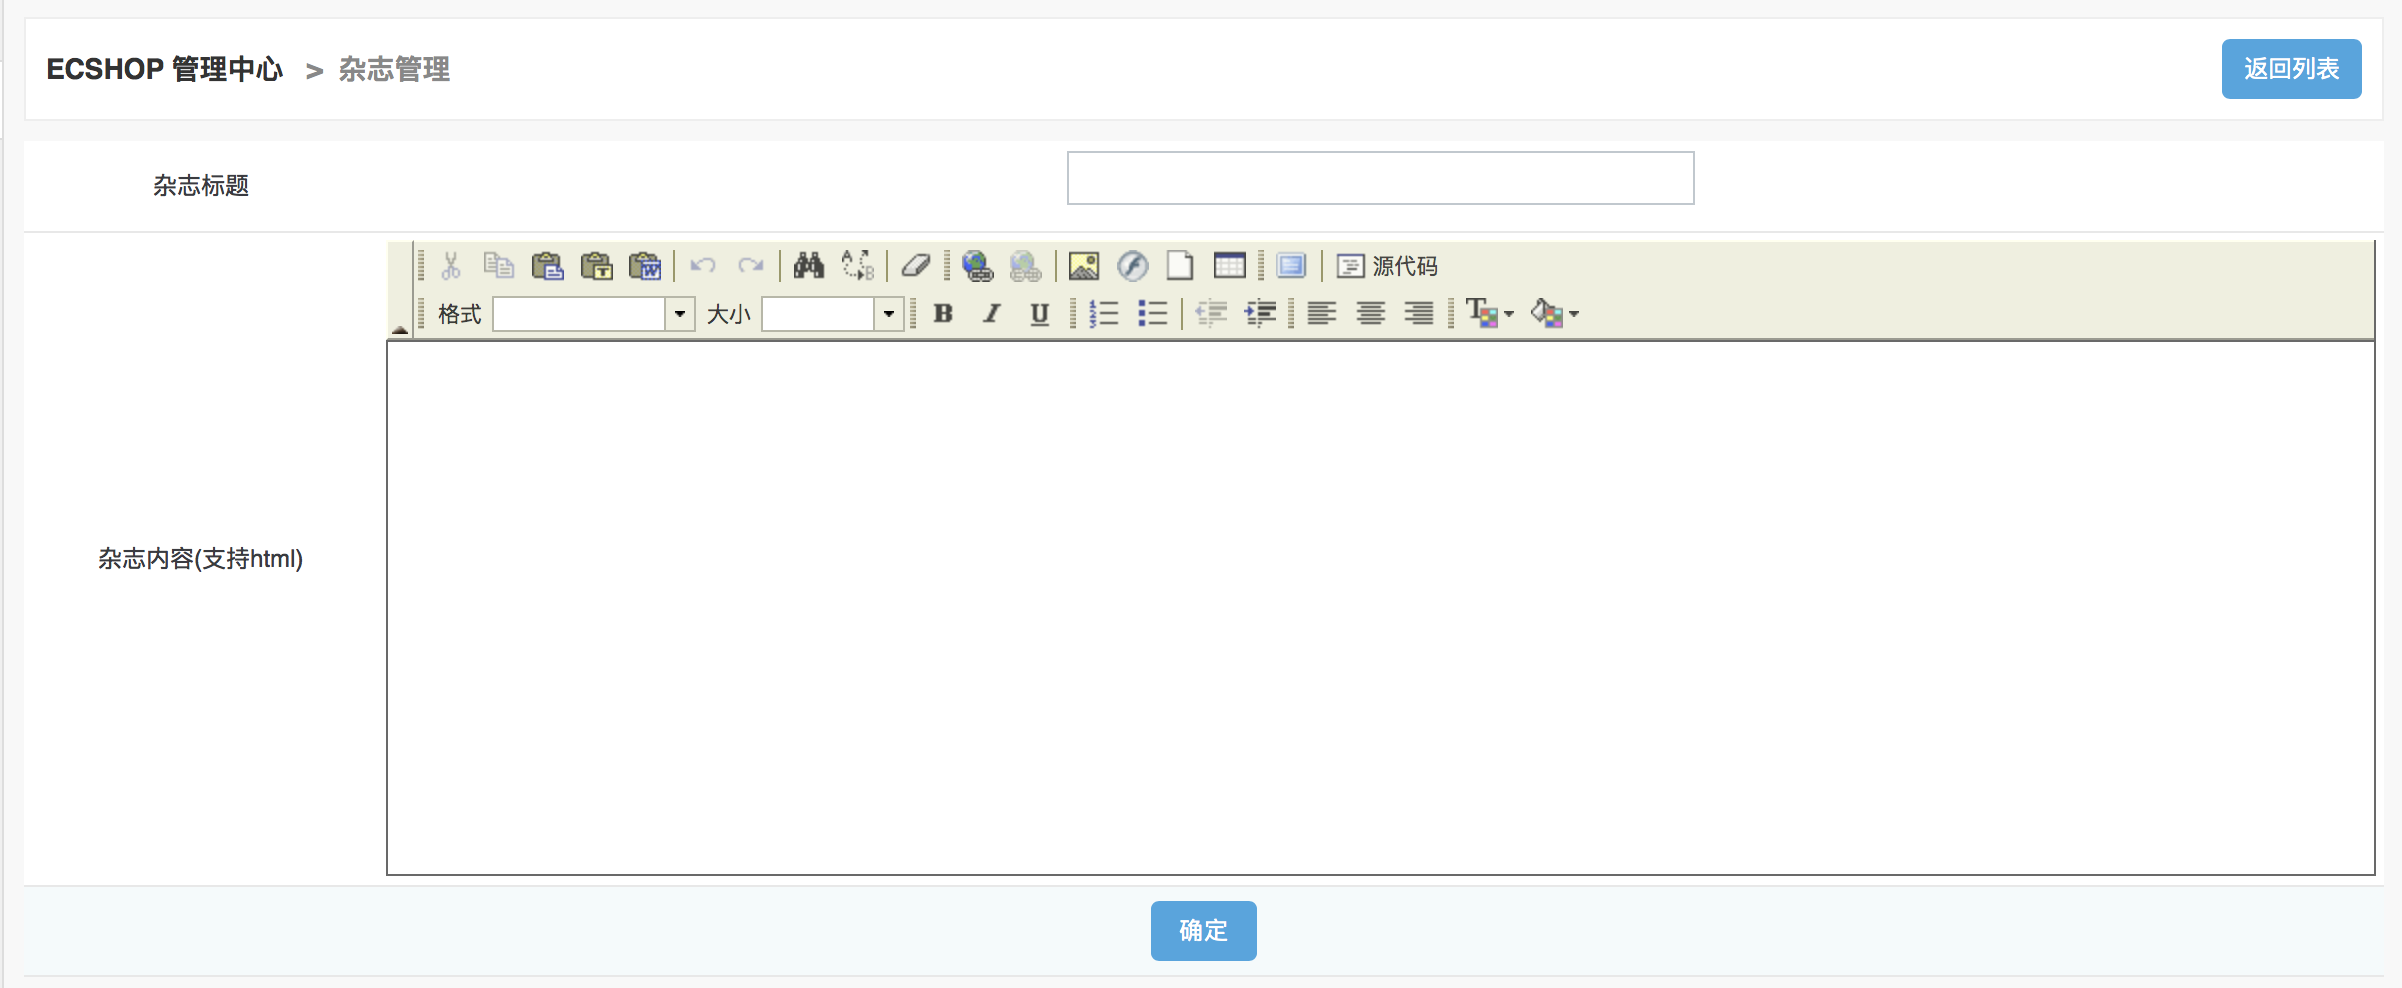 ECSHOP 管理中心 > 杂志管理
返回列表
杂志标题
源代码
格式 大小 B I U
杂志内容(支持html)
确定